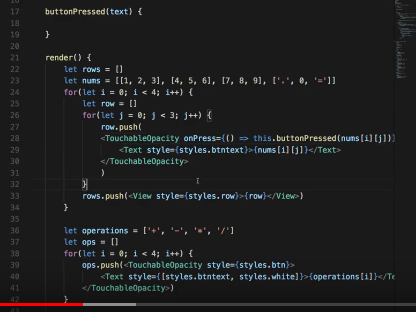 16
17 buttonPressed(text) {
18
19 }
20
21 render() {
22 let rows = []
23 let nums = [[1, 2, 3], [4, 5, 6], [7, 8, 9], ['.', 0, '=']]
24 for(let i = 0; i < 4; i++) {
25 let row = []
26 for(let j = 0; j < 3; j++) {
27 row.push(
28 <TouchableOpacity onPress={() => this.buttonPressed(nums[i][j])}
29 <Text style={styles.btntext}>{nums[i][j]}</Text>
30 </TouchableOpacity>
31 )
32 }
33 rows.push(<View style={styles.row}>{row}</View>)
34 }
35
36 let operations = ['+', '-', '*', '/']
37 let ops = []
38 for(let i = 0; i < 4; i++) {
39 ops.push(<TouchableOpacity style={styles.btn}>
40 <Text style={[styles.btntext, styles.white]}>{operations[i]}</Te
41 </TouchableOpacity>)
42 }